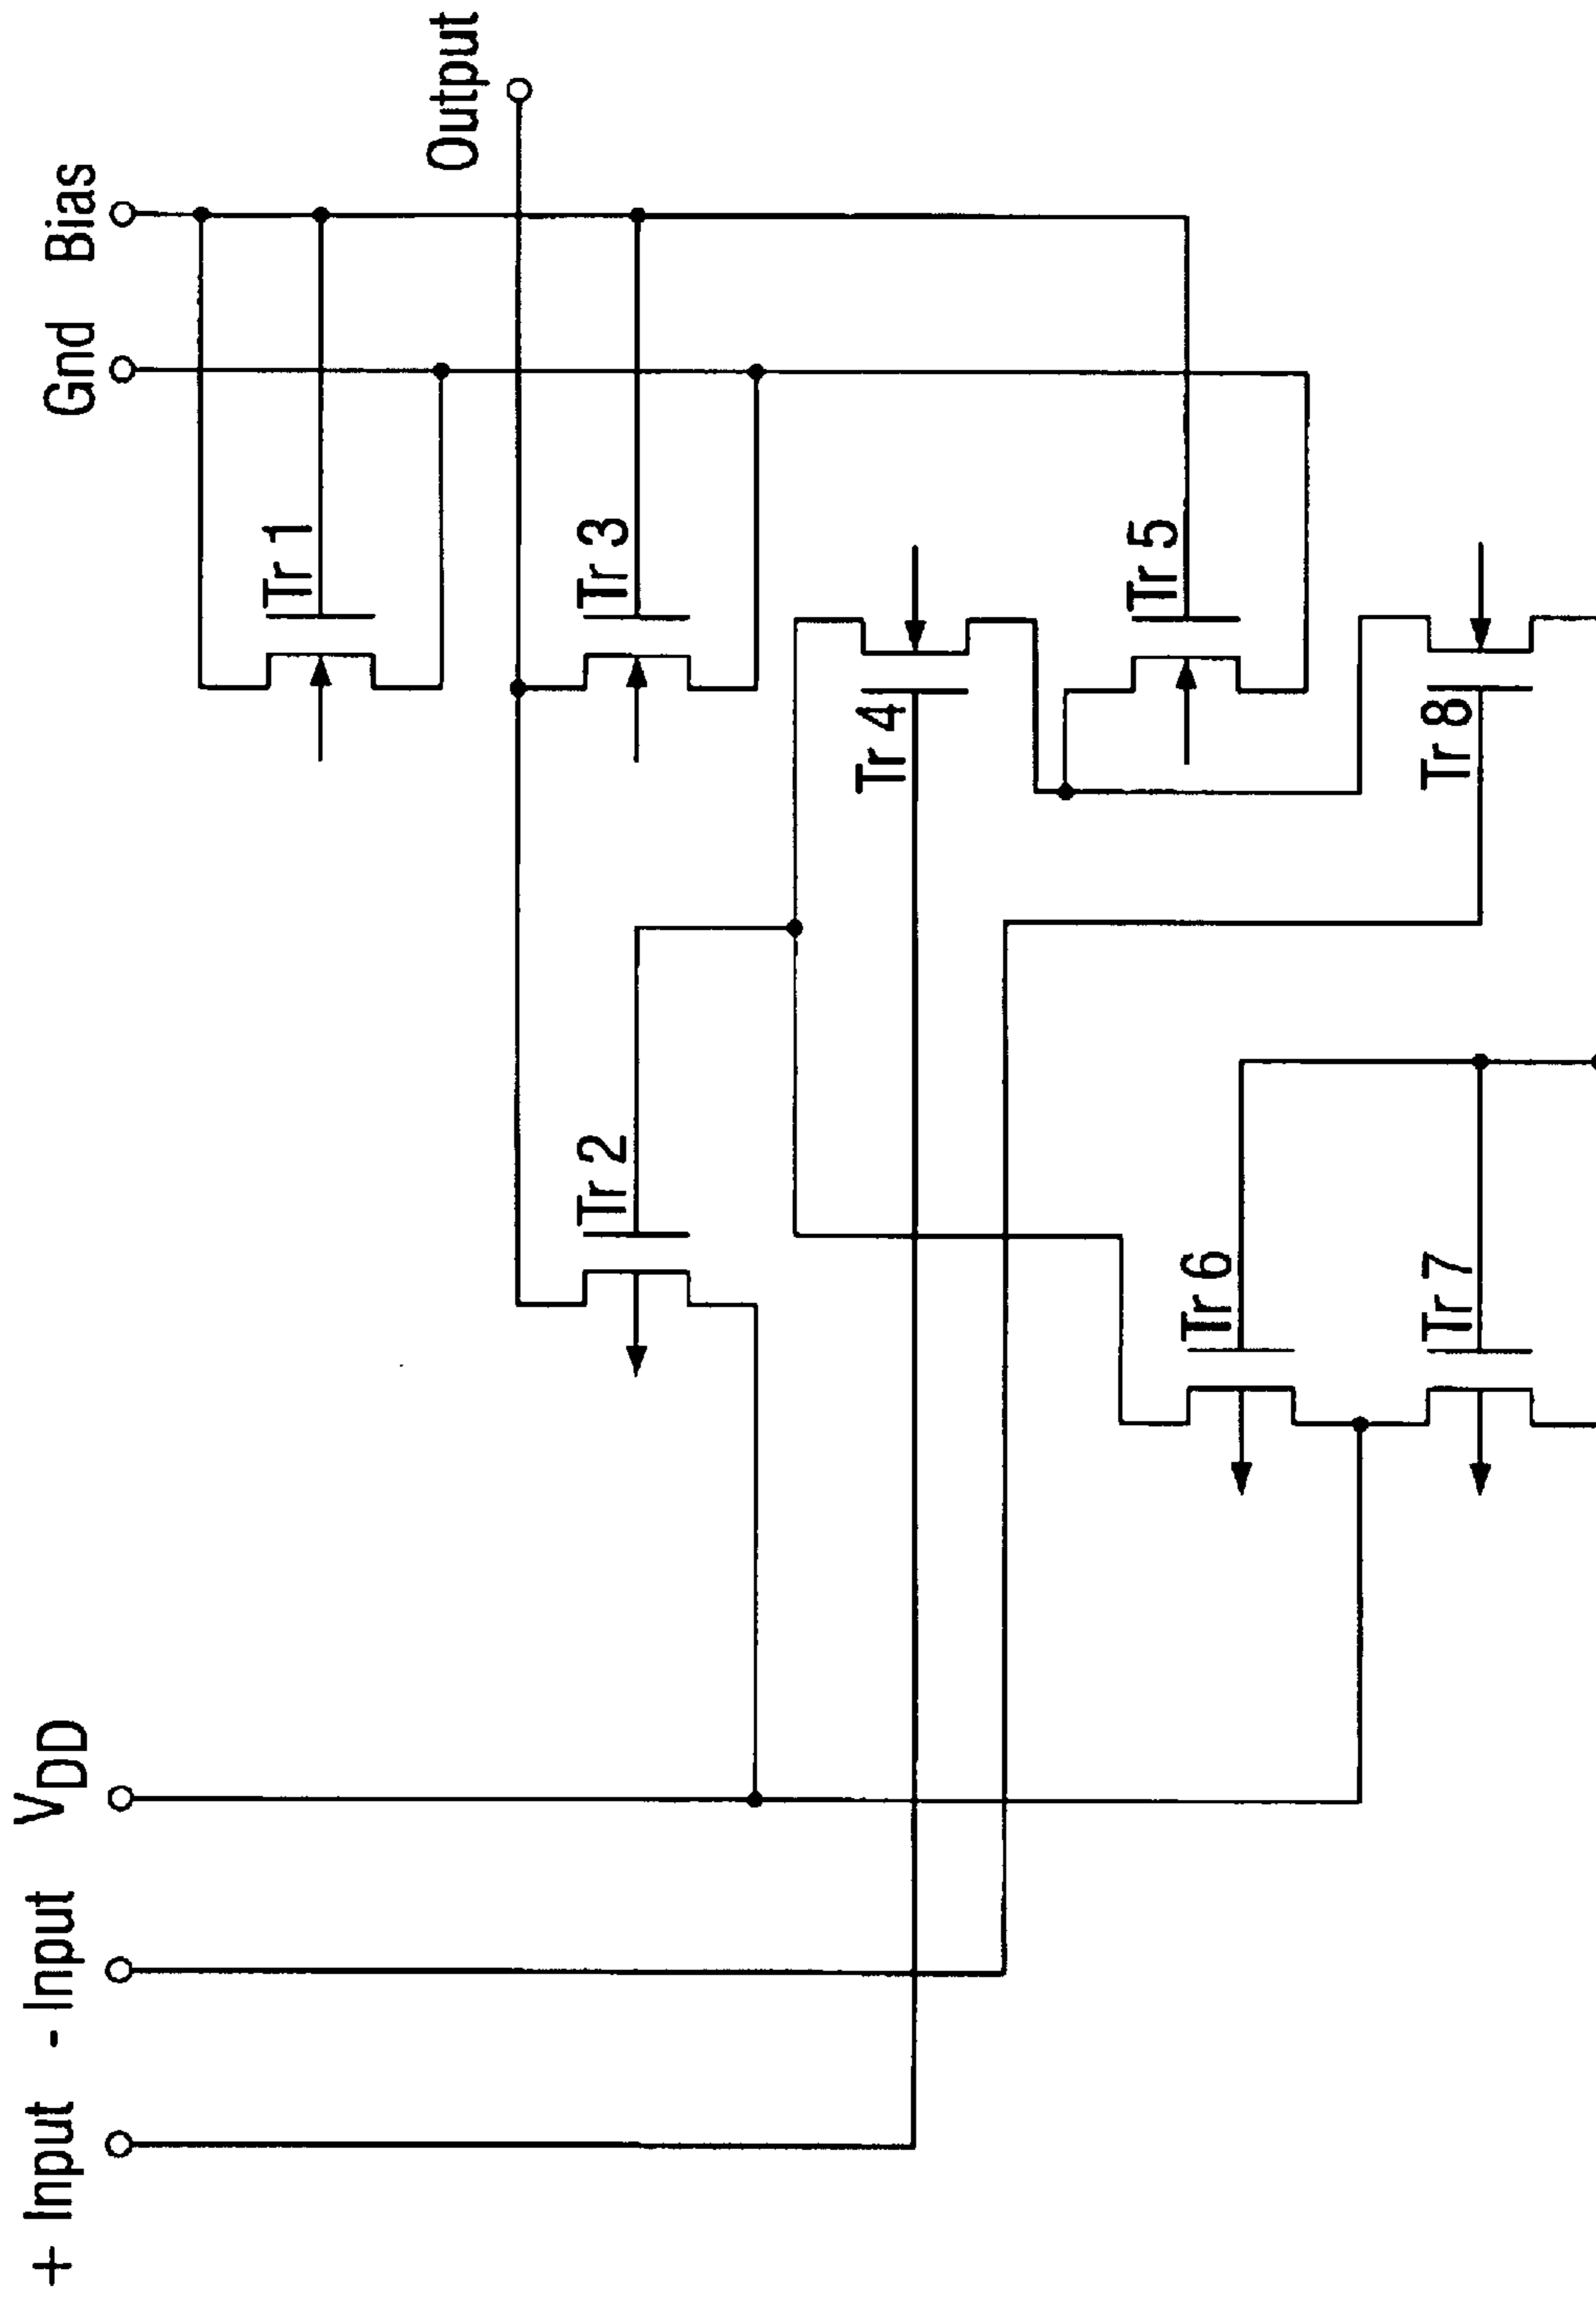 + Input
- Input
VDD
Gnd
Bias
Output
Tr 1
Tr 2
Tr 3
Tr 4
Tr 5
Tr 6
Tr 7
Tr 8